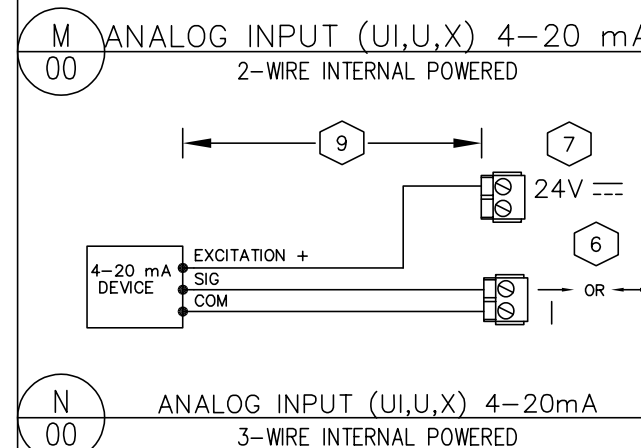 M
00
ANALOG INPUT (UI,U,X) 4-20 mA
2-WIRE INTERNAL POWERED
9
7
24V
6
EXCITATION +
4-20 mA
DEVICE
SIG
COM
OR
N
00
ANALOG INPUT (UI,U,X) 4-20mA
3-WIRE INTERNAL POWERED